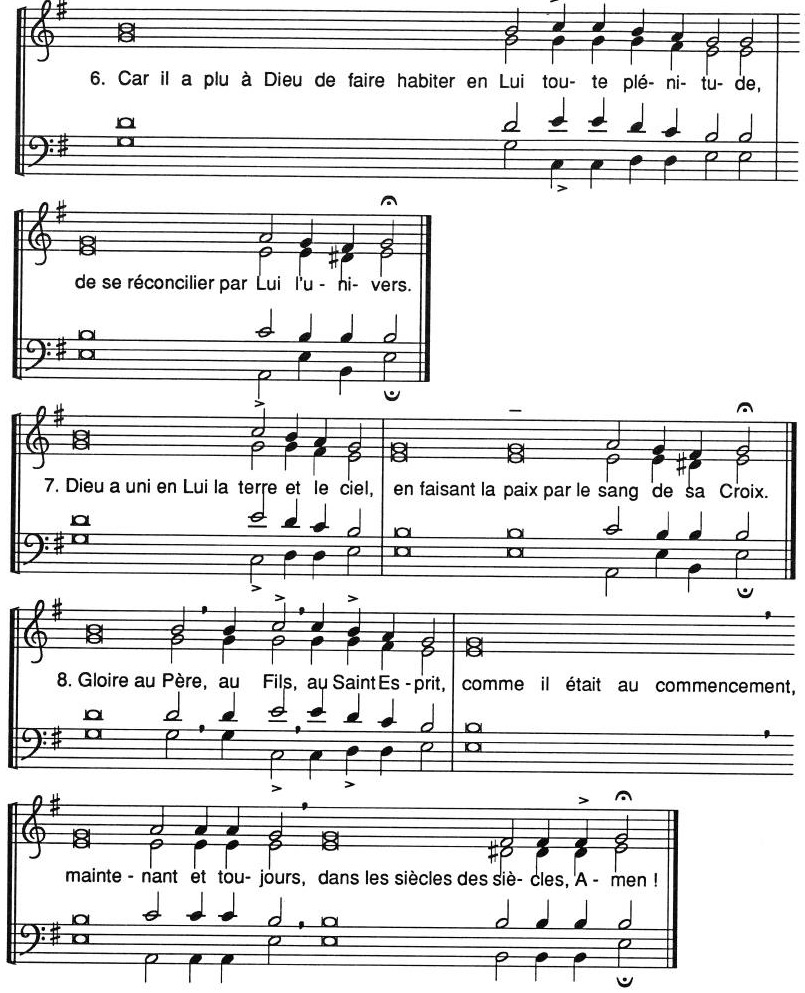 6. Car il a plu à Dieu de faire habiter en Lui tou- te plé- ni- tu- de,
de se réconcilier par Lui l'u - ni- vers.
7. Dieu a uni en Lui la terre et le ciel, en faisant la paix par le sang de sa Croix.
8. Gloire au Père, au Fils, au Saint Es - prit, comme il était au commencement,
mainte - nant et tou- jours, dans les siècles des siè- cles, A - men !